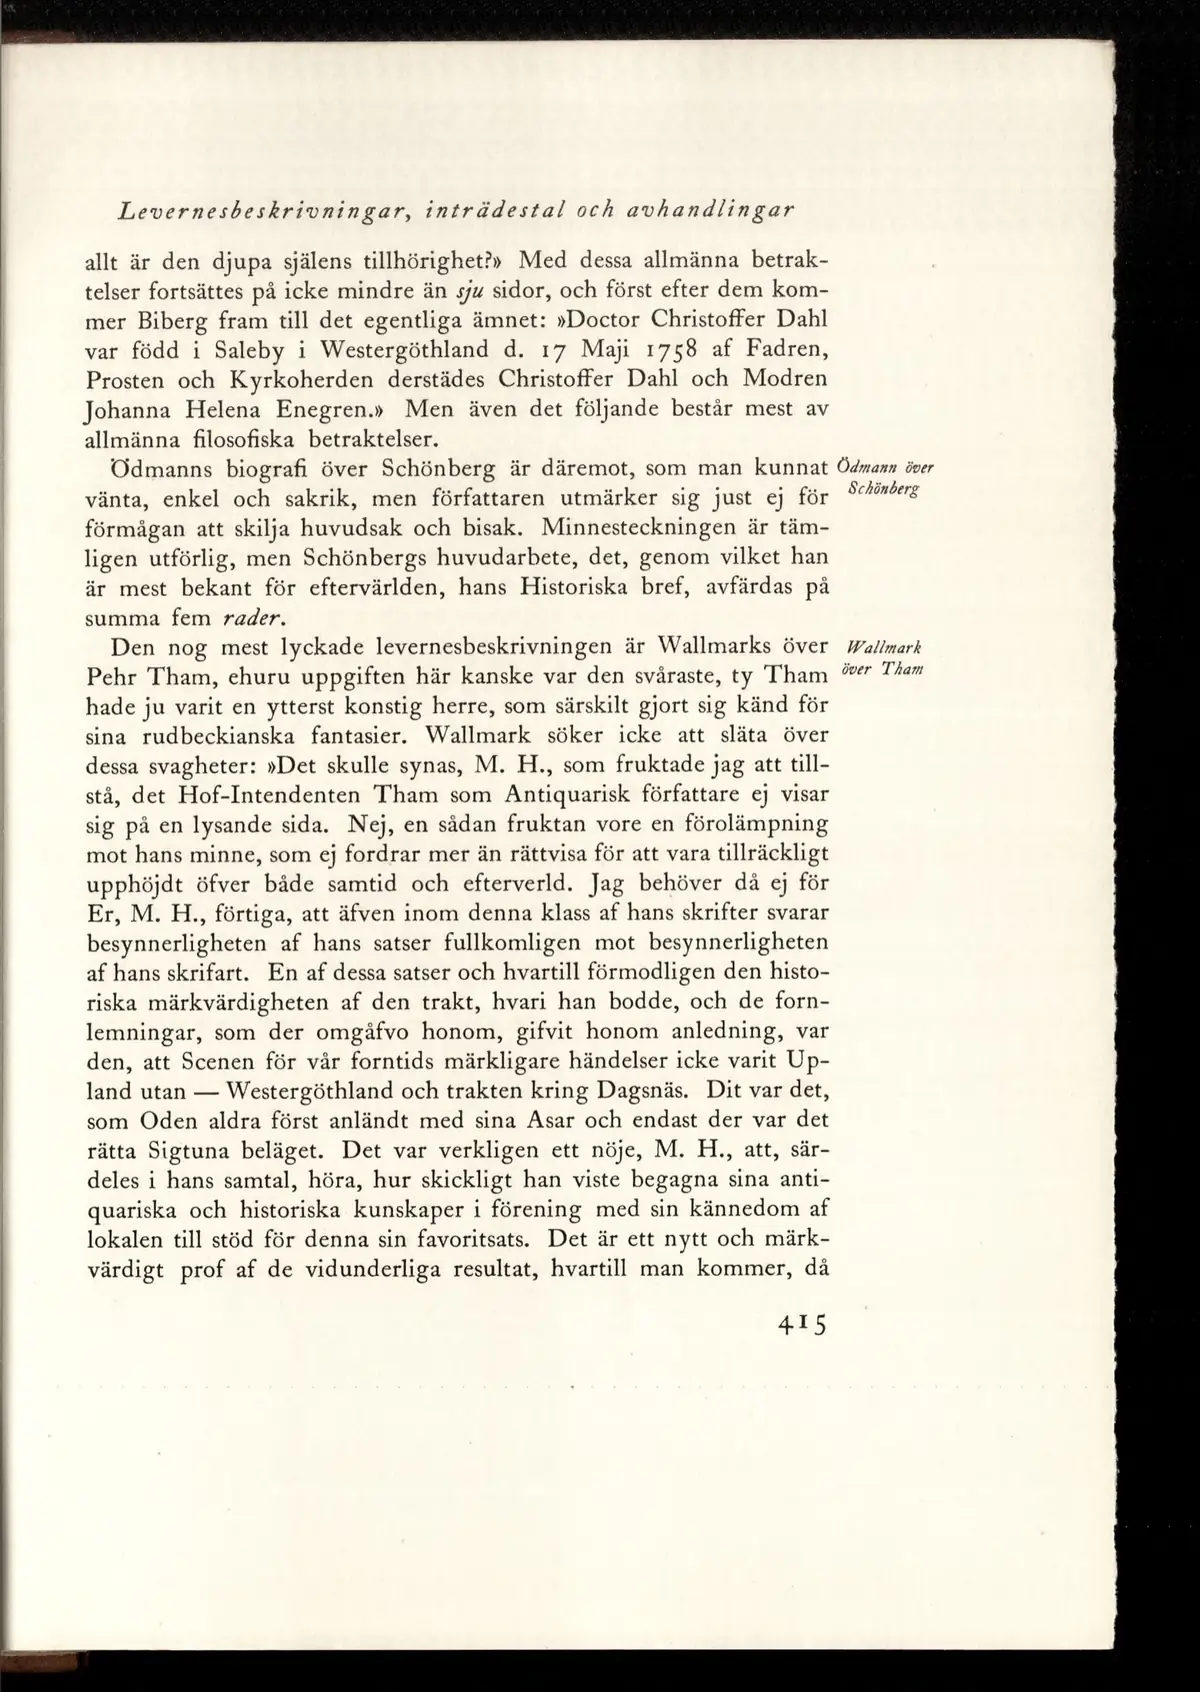 Levernesbeskrivningar, inträdestal och avhandlingar
allt är den djupa själens tillhörighet?» Med dessa allmänna betrak-
telser fortsättes på icke mindre än sju sidor, och först efter dem kom-
mer Biberg fram till det egentliga ämnet: »Doctor Christoffer Dahl
var född i Saleby i Westergöthland d. 17 Maji 1758 af Fadren,
Prosten och Kyrkoherden derstädes Christoffer Dahl och Modren
Johanna Helena Enegren.» Men även det följande består mest av
allmänna filosofiska betraktelser.
Ödmanns biografi över Schönberg är däremot, som man kunnat
Ödmann över
Schönberg
vänta, enkel och sakrik, men författaren utmärker sig just ej för
förmågan att skilja huvudsak och bisak. Minnesteckningen är täm-
ligen utförlig, men Schönbergs huvudarbete, det, genom vilket han
är mest bekant för eftervärlden, hans Historiska bref, avfärdas på
summa fem rader.
Den nog mest lyckade levernesbeskrivningen är Wallmarks över
Wallmark
över Tham
Pehr Tham, ehuru uppgiften här kanske var den svåraste, ty Tham
hade ju varit en ytterst konstig herre, som särskilt gjort sig känd för
sina rudbeckianska fantasier. Wallmark söker icke att släta över
dessa svagheter: »Det skulle synas, M. H., som fruktade jag att till-
stå, det Hof-Intendenten Tham som Antiquarisk författare ej visar
sig på en lysande sida. Nej, en sådan fruktan vore en förolämpning
mot hans minne, som ej fordrar mer än rättvisa för att vara tillräckligt
upphöjdt öfver både samtid och efterverld. Jag behöver då ej för
Er, M. H., förtiga, att äfven inom denna klass af hans skrifter svarar
besynnerligheten af hans satser fullkomligen mot besynnerligheten
af hans skrifart. En af dessa satser och hvartill förmodligen den histo-
riska märkvärdigheten af den trakt, hvari han bodde, och de forn-
lemningar, som der omgåfvo honom, gifvit honom anledning, var
den, att Scenen för vår forntids märkligare händelser icke varit Up-
land utan — Westergöthland och trakten kring Dagsnäs. Dit var det,
som Oden aldra först anländt med sina Asar och endast der var det
rätta Sigtuna beläget. Det var verkligen ett nöje, M. H., att, sär-
deles i hans samtal, höra, hur skickligt han viste begagna sina anti-
quariska och historiska kunskaper i förening med sin kännedom af
lokalen till stöd för denna sin favoritsats. Det är ett nytt och märk-
värdigt prof af de vidunderliga resultat, hvartill man kommer, då
415